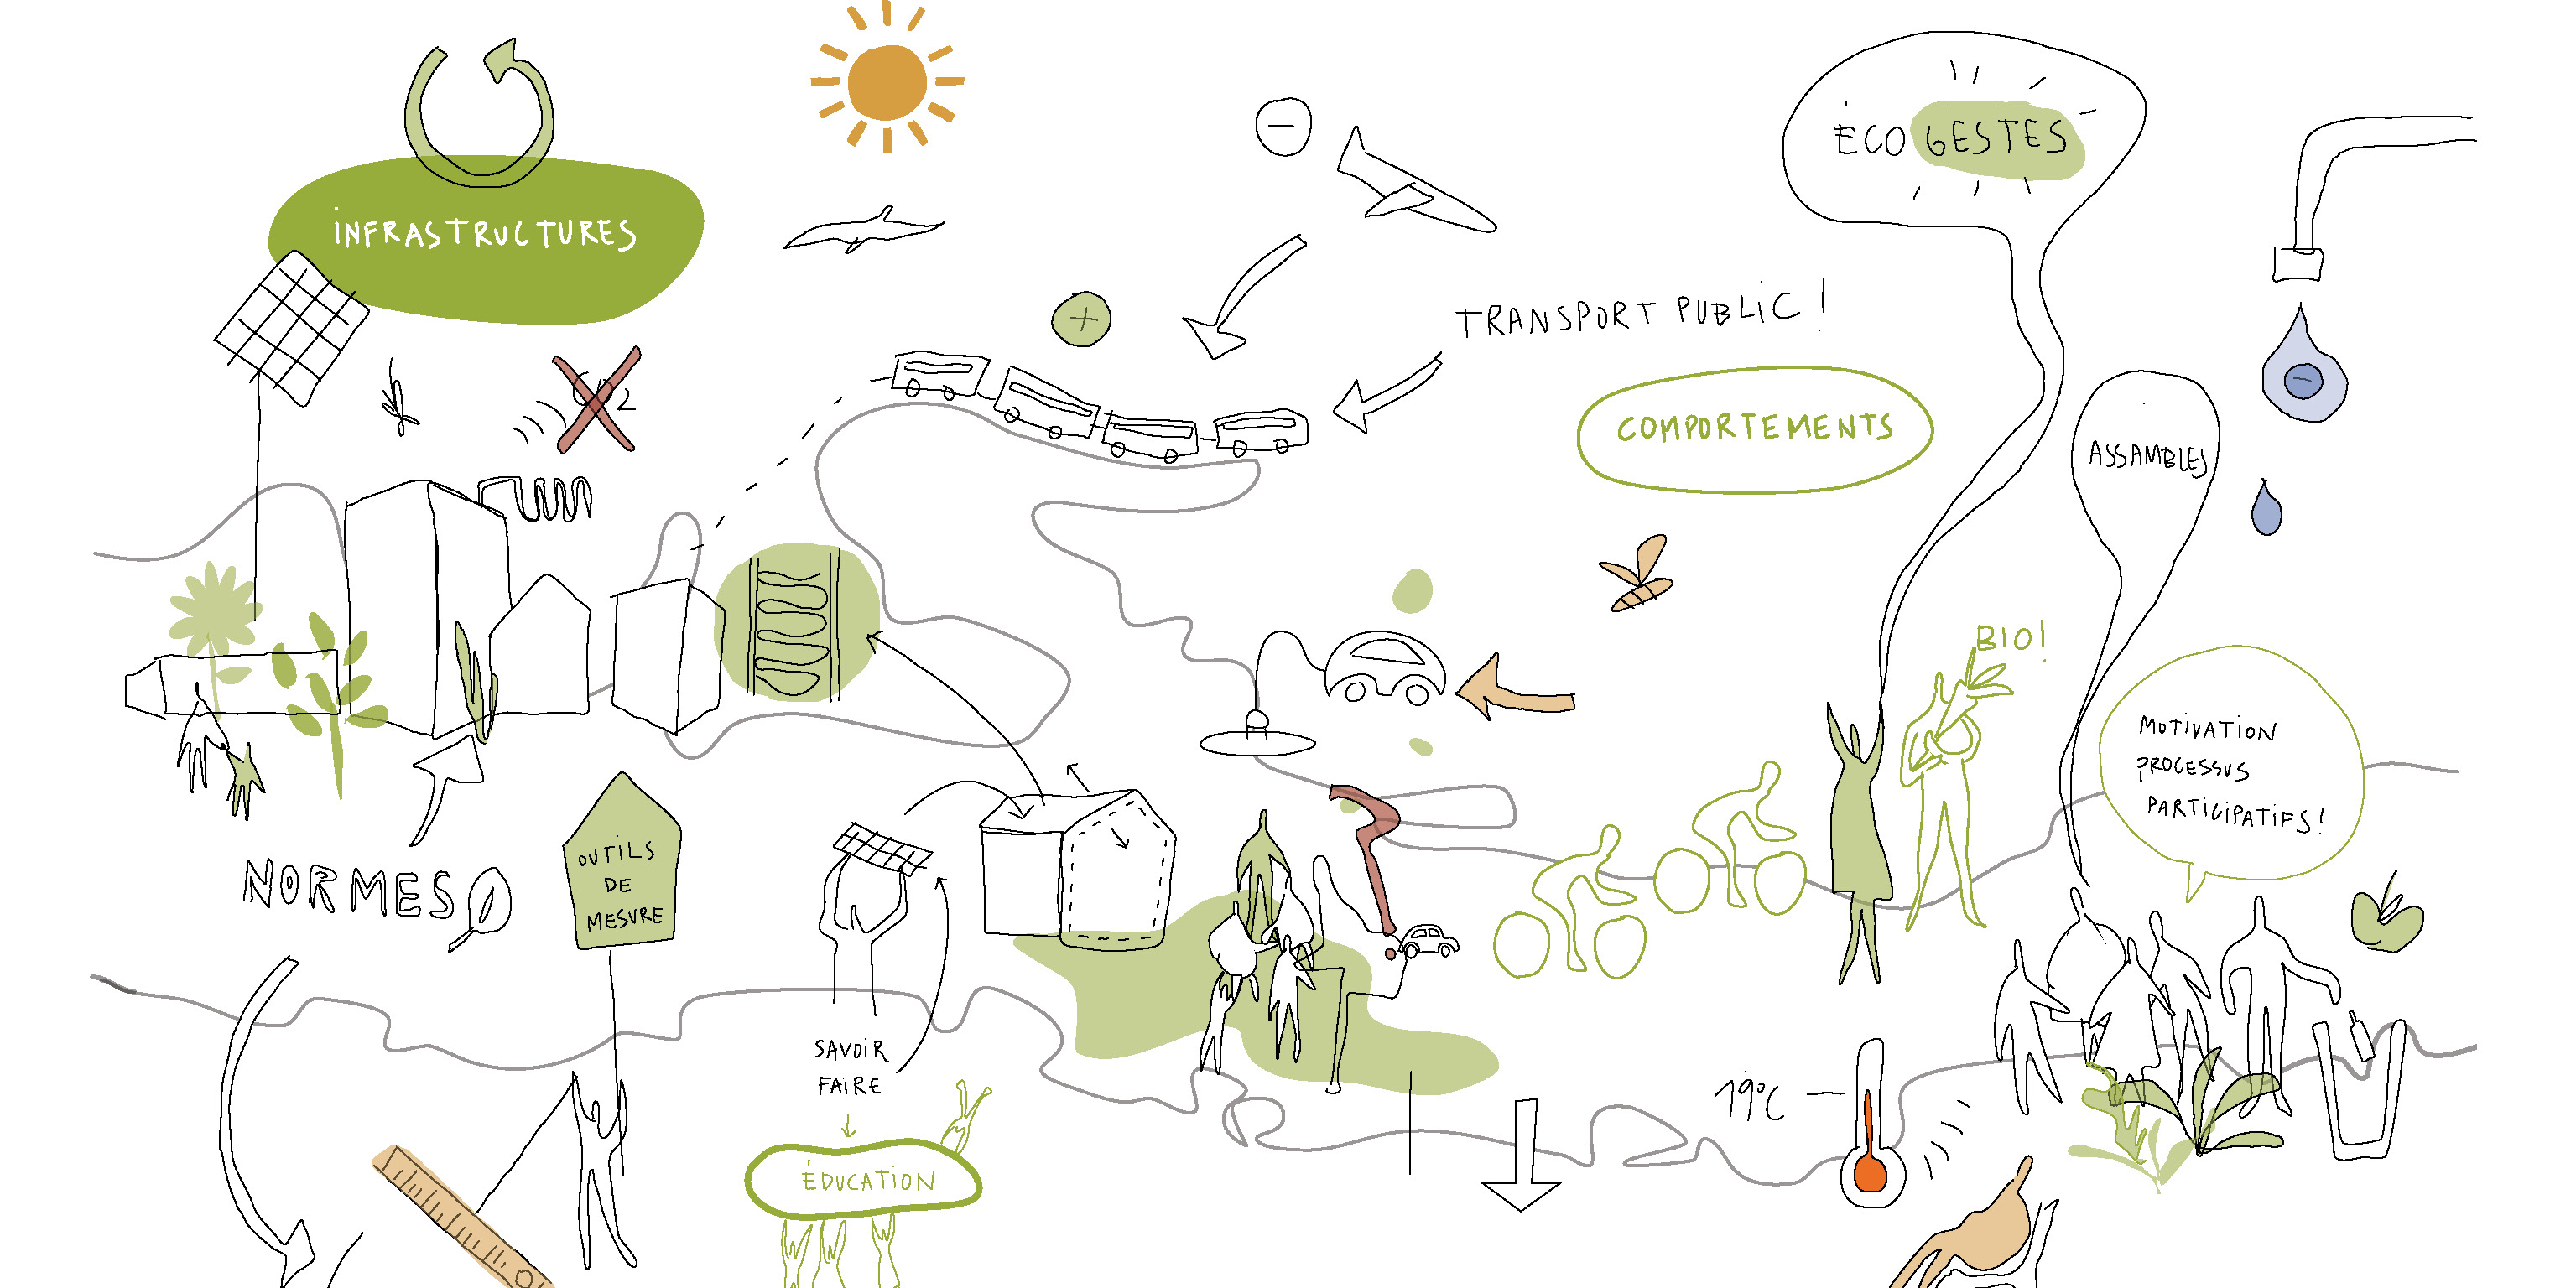 iNFRASTRUCTURES
ÉCO GESTES
−
+
TRANSPORT PUBLiC !
COMPORTEMENTS
ASSAMBLES
BIO!
MOTiVATiON
PROCESSUS
PARTiCiPATiFS!
NORMES
OUTiLS
DE
MESURE
SAVOiR
FAiRE
ÉDUCATiON
19°C